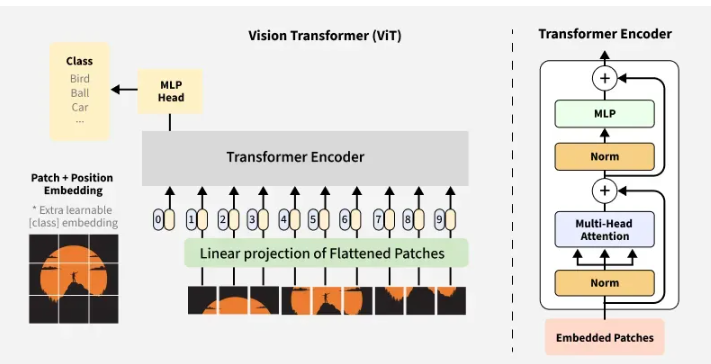 Vision Transformer (ViT)
Class
Bird
Ball
Car
...
MLP
Head
Transformer Encoder
Patch + Position
Embedding
* Extra learnable
[class] embedding
0 1 2 3 4 5 6 7 8 9
Linear projection of Flattened Patches
Transformer Encoder
+
MLP
Norm
+
Multi-Head
Attention
Norm
Embedded Patches